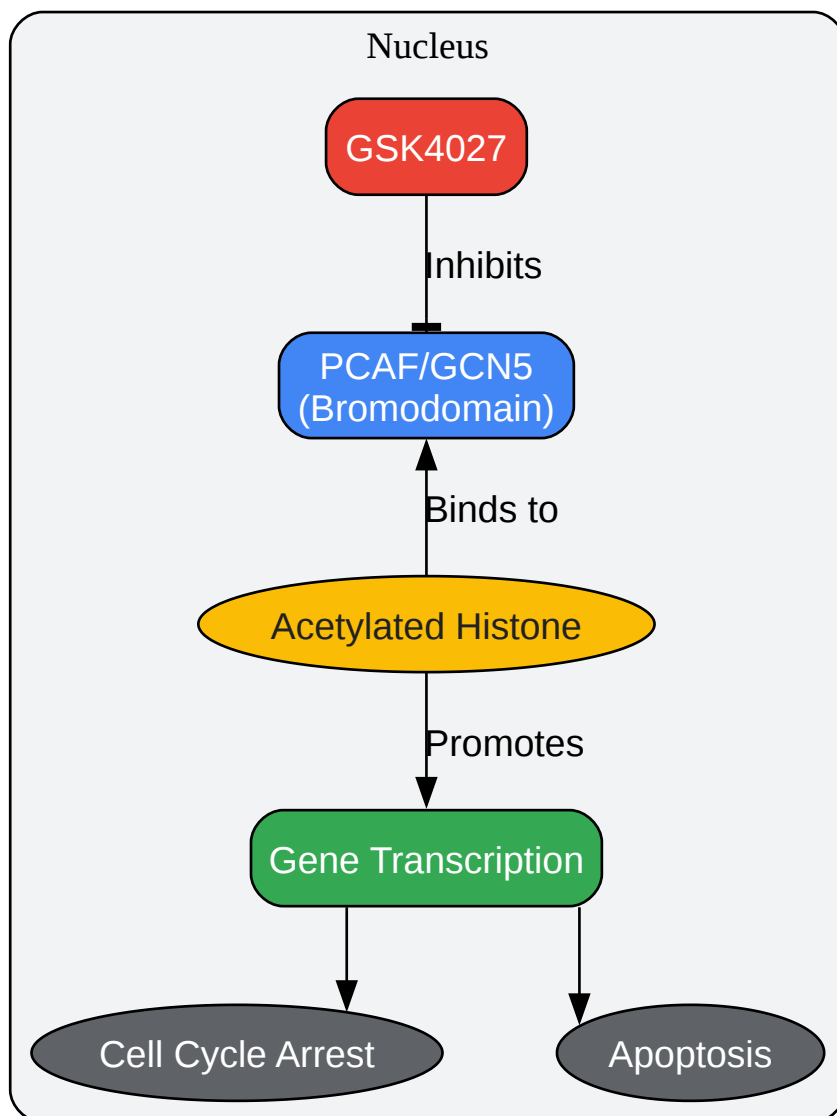 Nucleus
GSK4027
Inhibits
PCAF/GCN5
(Bromodomain)
Binds to
Acetylated Histone
Promotes
Gene Transcription
Cell Cycle Arrest
Apoptosis